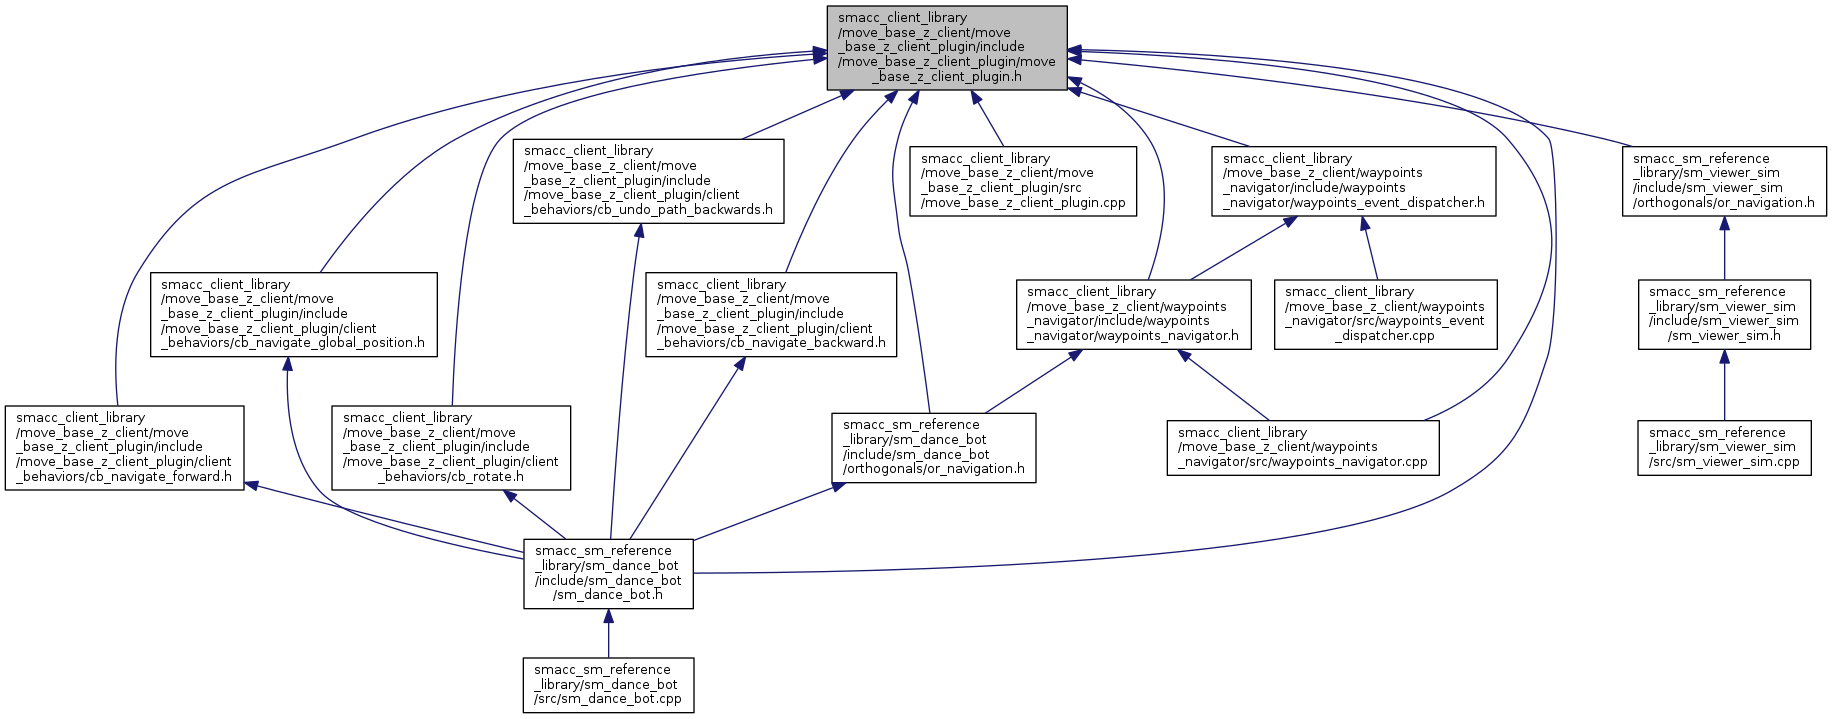 smacc_client_library
/move_base_z_client/move
_base_z_client_plugin/include
/move_base_z_client_plugin/move
_base_z_client_plugin.h
smacc_client_library
/move_base_z_client/move
_base_z_client_plugin/include
/move_base_z_client_plugin/client
_behaviors/cb_undo_path_backwards.h
smacc_client_library
/move_base_z_client/move
_base_z_client_plugin/src
/move_base_z_client_plugin.cpp
smacc_client_library
/move_base_z_client/waypoints
_navigator/include/waypoints
_navigator/waypoints_event_dispatcher.h
smacc_sm_reference
_library/sm_viewer_sim
/include/sm_viewer_sim
/orthogonals/or_navigation.h
smacc_client_library
/move_base_z_client/move
_base_z_client_plugin/include
/move_base_z_client_plugin/client
_behaviors/cb_navigate_global_position.h
smacc_client_library
/move_base_z_client/move
_base_z_client_plugin/include
/move_base_z_client_plugin/client
_behaviors/cb_navigate_backward.h
smacc_client_library
/move_base_z_client/waypoints
_navigator/include/waypoints
_navigator/waypoints_navigator.h
smacc_client_library
/move_base_z_client/waypoints
_navigator/src/waypoints_event
_dispatcher.cpp
smacc_sm_reference
_library/sm_viewer_sim
/include/sm_viewer_sim
/sm_viewer_sim.h
smacc_client_library
/move_base_z_client/move
_base_z_client_plugin/include
/move_base_z_client_plugin/client
_behaviors/cb_navigate_forward.h
smacc_client_library
/move_base_z_client/move
_base_z_client_plugin/include
/move_base_z_client_plugin/client
_behaviors/cb_rotate.h
smacc_sm_reference
_library/sm_dance_bot
/include/sm_dance_bot
/orthogonals/or_navigation.h
smacc_client_library
/move_base_z_client/waypoints
_navigator/src/waypoints_navigator.cpp
smacc_sm_reference
_library/sm_viewer_sim
/src/sm_viewer_sim.cpp
smacc_sm_reference
_library/sm_dance_bot
/include/sm_dance_bot
/sm_dance_bot.h
smacc_sm_reference
_library/sm_dance_bot
/src/sm_dance_bot.cpp